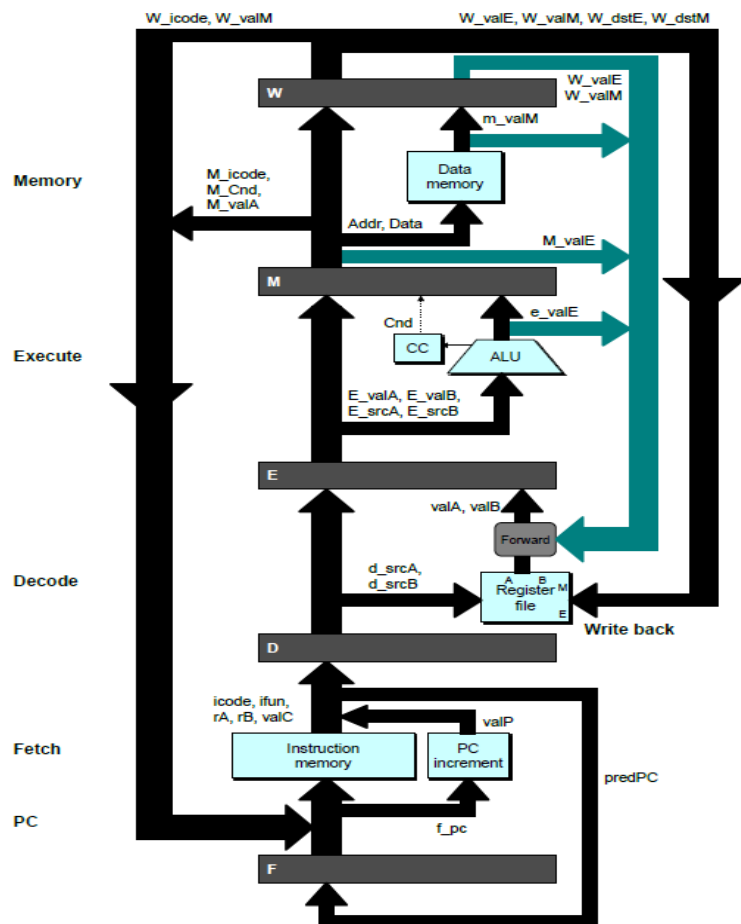 W_icode, W_valM
W_valE, W_valM, W_dstE, W_dstM
W
W_valE
W_valM
m_valM
Memory
M_icode,
M_Cnd,
M_valA
Data
memory
Addr, Data
M_valE
M
Cnd
e_valE
Execute
CC
ALU
E_valA, E_valB,
E_srcA, E_srcB
E
valA, valB
Forward
Decode
d_srcA,
d_srcB
A B
M
Register
file
E
Write back
D
icode, ifun,
rA, rB, valC
valP
Fetch
Instruction
memory
PC
increment
predPC
PC
f_pc
F